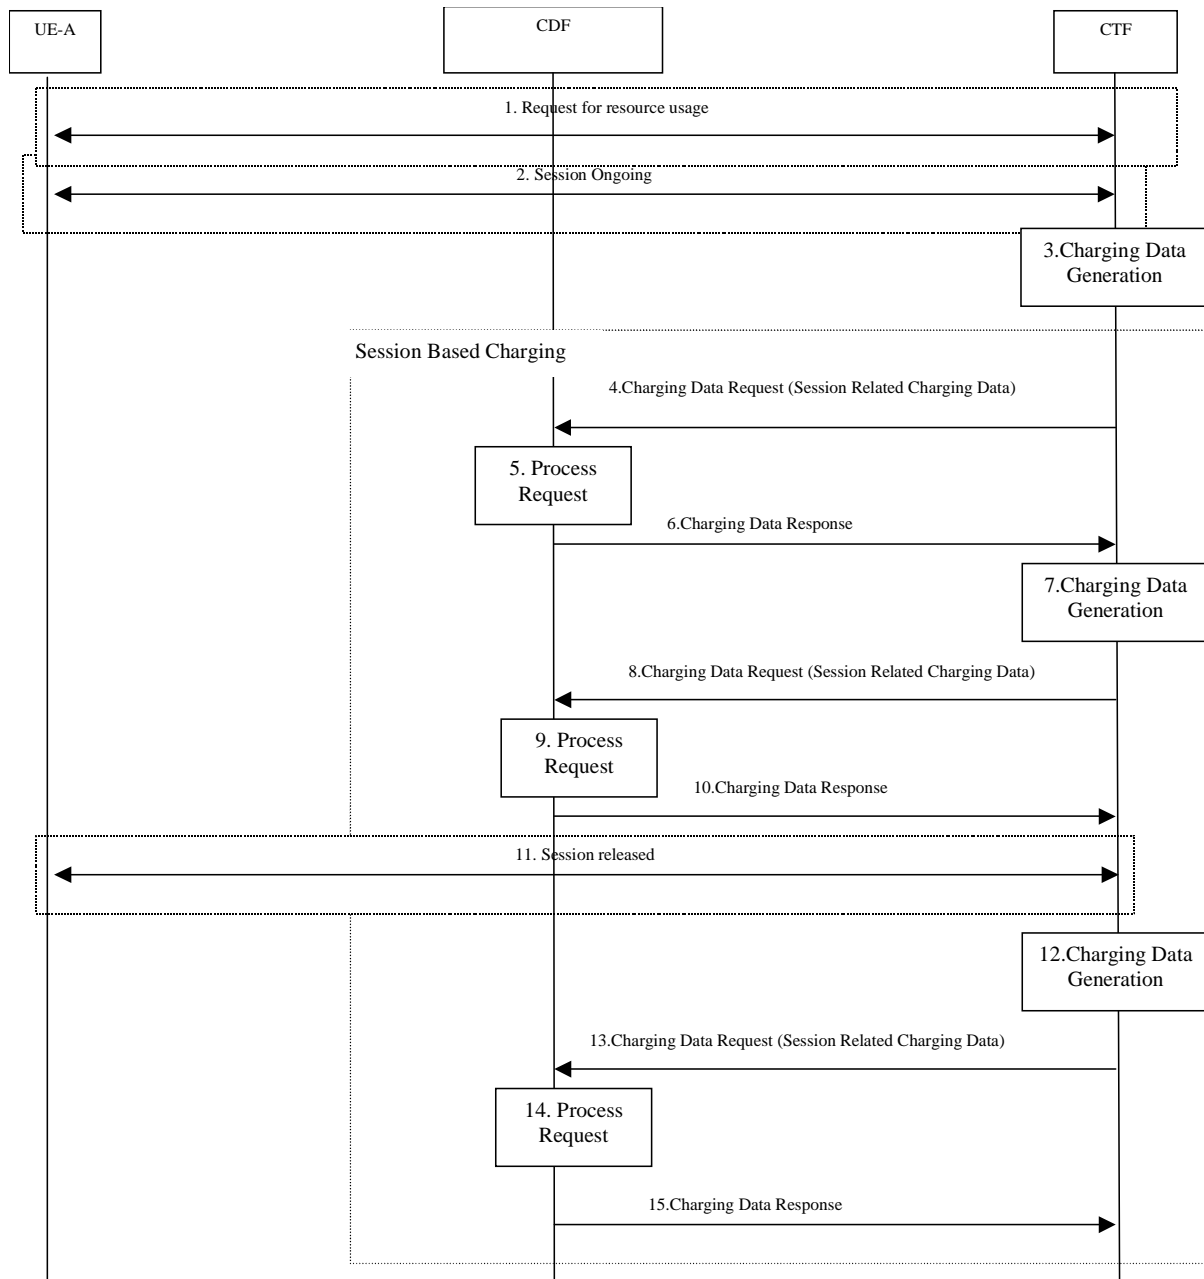 UE-A
CDF
CTF
1. Request for resource usage
2. Session Ongoing
3.Charging Data
Generation
Session Based Charging
4.Charging Data Request (Session Related Charging Data)
5. Process
Request
6.Charging Data Response
7.Charging Data
Generation
8.Charging Data Request (Session Related Charging Data)
9. Process
Request
10.Charging Data Response
11. Session released
12.Charging Data
Generation
13.Charging Data Request (Session Related Charging Data)
14. Process
Request
15.Charging Data Response